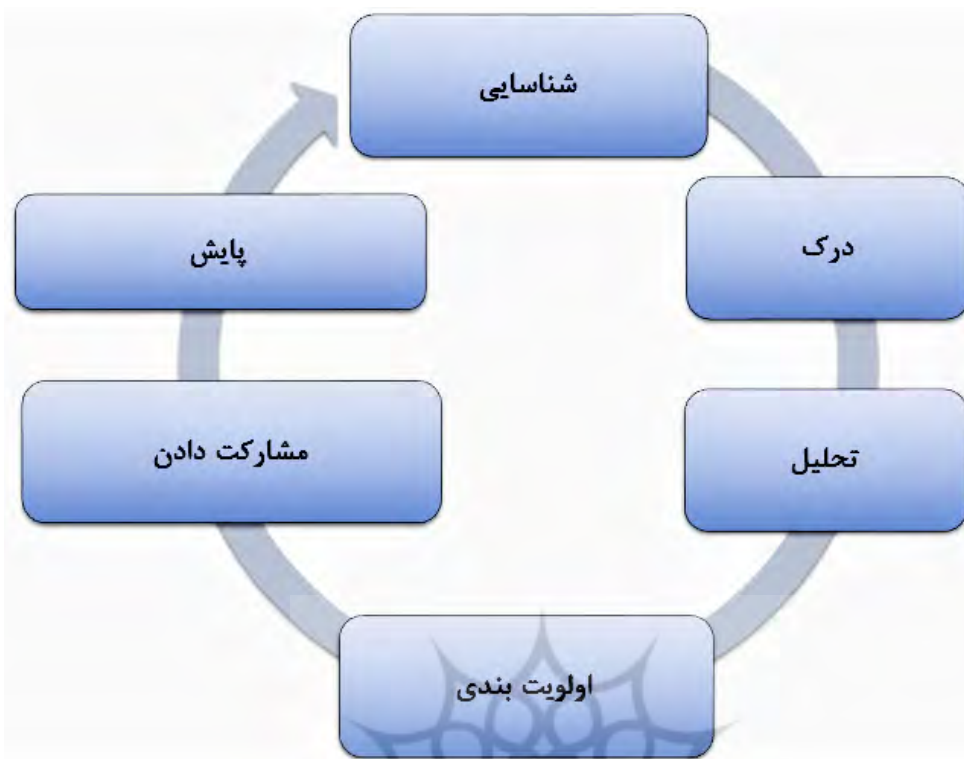 شناسایی
درک
تحلیل
اولویت بندی
مشارکت دادن
پایش